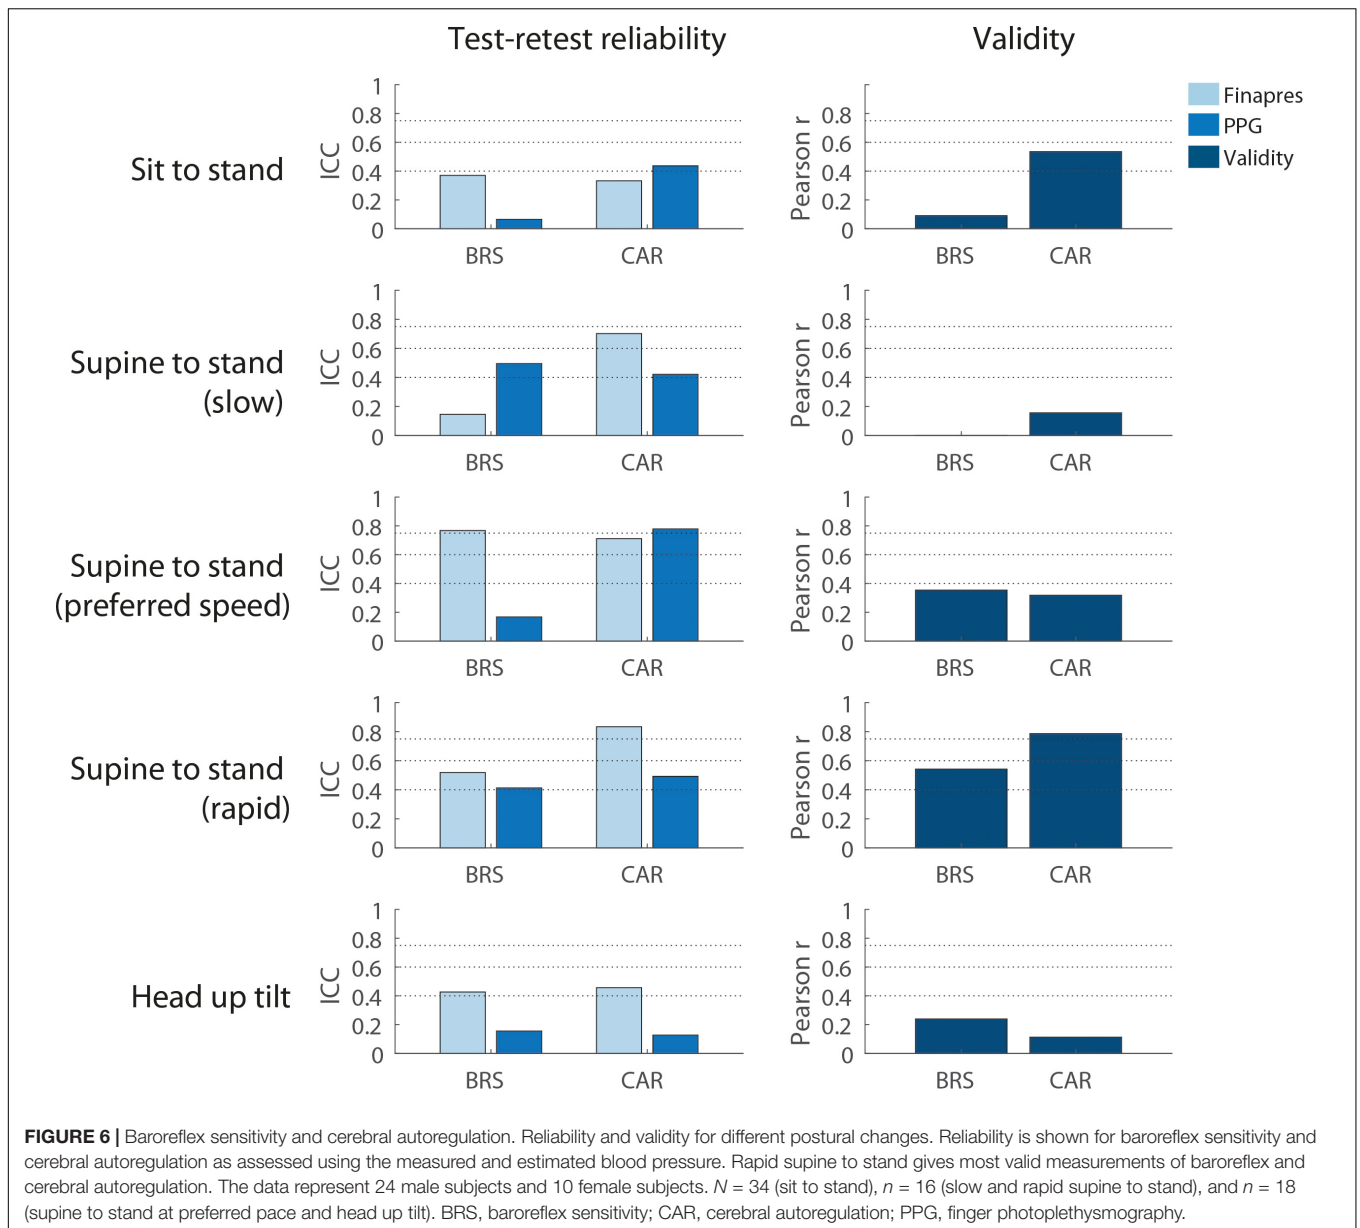 Test-retest reliability
Validity
Finapres
PPG
Validity
Sit to stand
ICC
1
0.8
0.6
0.4
0.2
0
BRS
CAR
Pearson r
1
0.8
0.6
0.4
0.2
0
BRS
CAR
Supine to stand
(slow)
ICC
1
0.8
0.6
0.4
0.2
0
BRS
CAR
Pearson r
1
0.8
0.6
0.4
0.2
0
BRS
CAR
Supine to stand
(preferred speed)
ICC
1
0.8
0.6
0.4
0.2
0
BRS
CAR
Pearson r
1
0.8
0.6
0.4
0.2
0
BRS
CAR
Supine to stand
(rapid)
ICC
1
0.8
0.6
0.4
0.2
0
BRS
CAR
Pearson r
1
0.8
0.6
0.4
0.2
0
BRS
CAR
Head up tilt
ICC
1
0.8
0.6
0.4
0.2
0
BRS
CAR
Pearson r
1
0.8
0.6
0.4
0.2
0
BRS
CAR
FIGURE 6 | Baroreflex sensitivity and cerebral autoregulation. Reliability and validity for different postural changes. Reliability is shown for baroreflex sensitivity and
cerebral autoregulation as assessed using the measured and estimated blood pressure. Rapid supine to stand gives most valid measurements of baroreflex and
cerebral autoregulation. The data represent 24 male subjects and 10 female subjects. N = 34 (sit to stand), n = 16 (slow and rapid supine to stand), and n = 18
(supine to stand at preferred pace and head up tilt). BRS, baroreflex sensitivity; CAR, cerebral autoregulation; PPG, finger photoplethysmography.